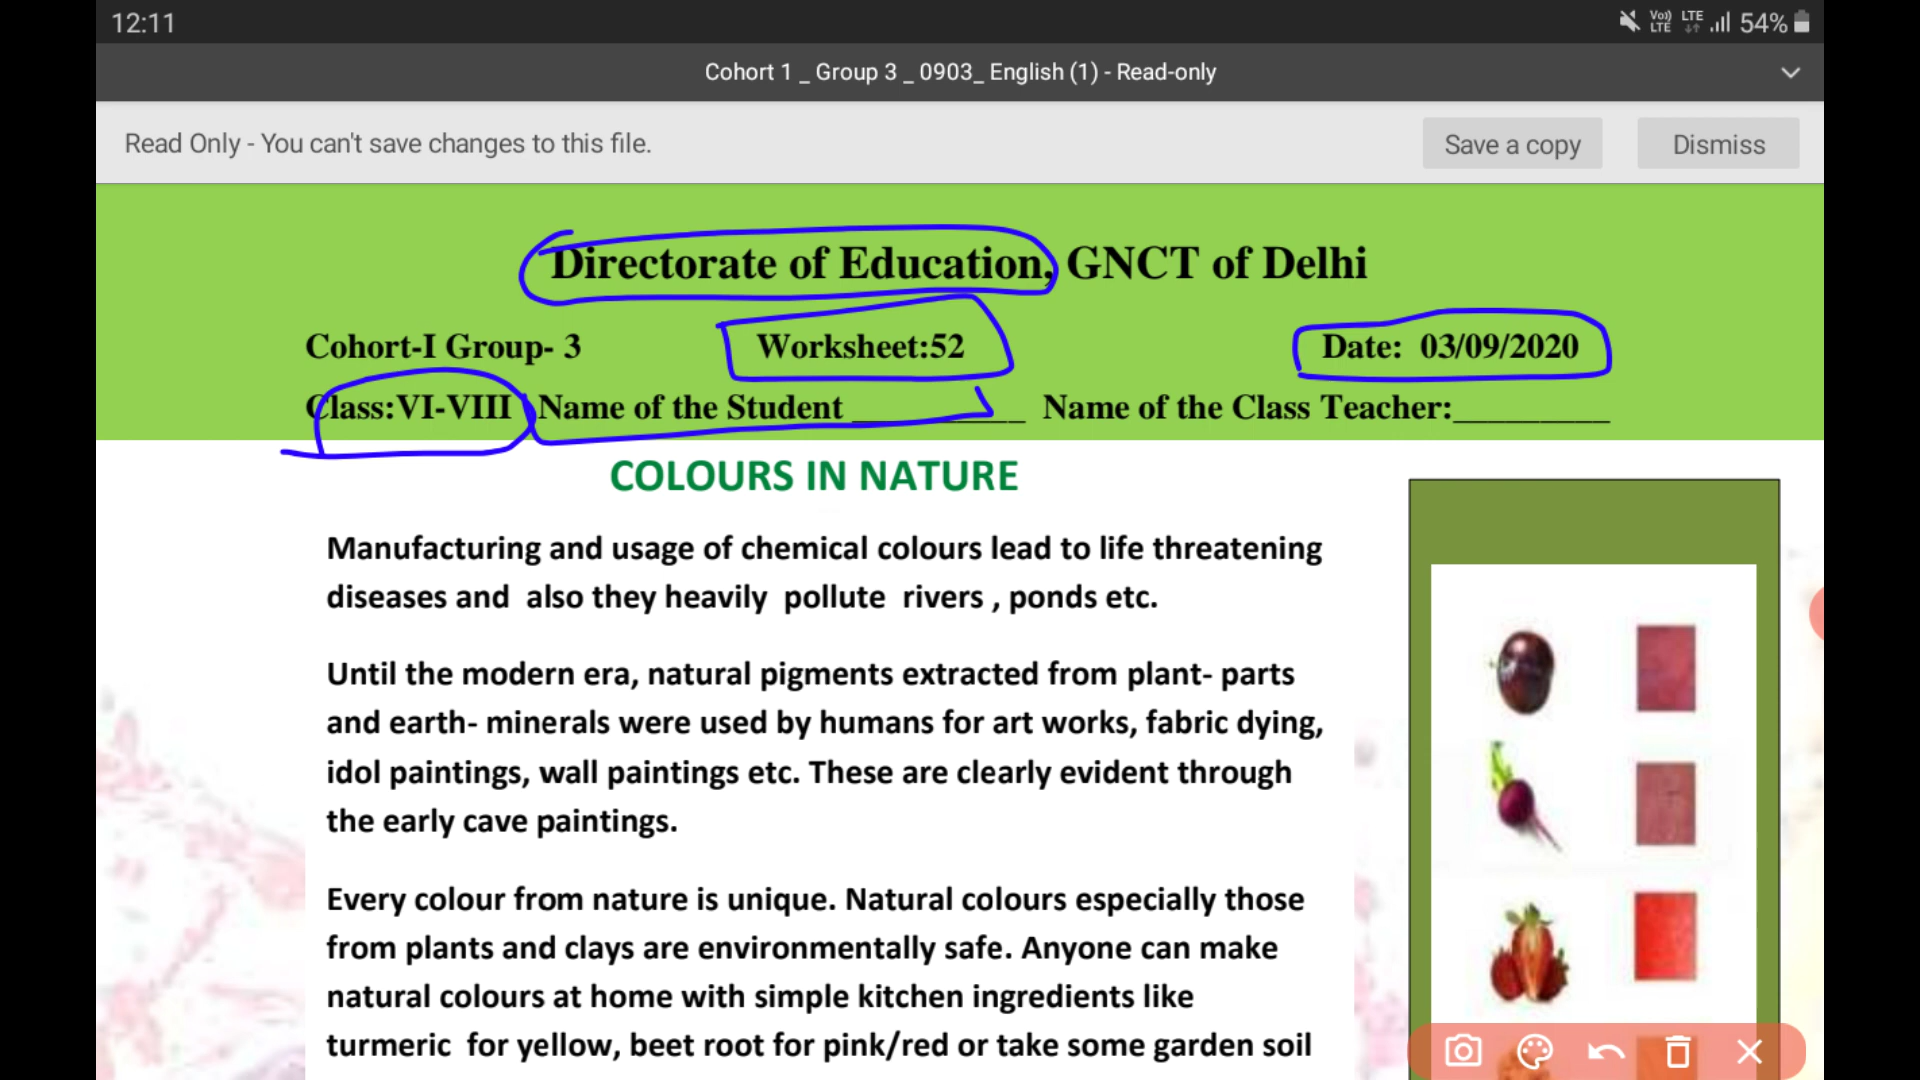 12:11
Vo)) LTE LTE 54%
Cohort 1 _ Group 3 _ 0903_ English (1) - Read-only
Read Only - You can't save changes to this file.
Save a copy
Dismiss
Directorate of Education, GNCT of Delhi
Cohort-I Group- 3 Worksheet:52 Date: 03/09/2020
Class:VI-VIII Name of the Student__________ Name of the Class Teacher:_________
COLOURS IN NATURE
Manufacturing and usage of chemical colours lead to life threatening
diseases and also they heavily pollute rivers , ponds etc.
Until the modern era, natural pigments extracted from plant- parts
and earth- minerals were used by humans for art works, fabric dying,
idol paintings, wall paintings etc. These are clearly evident through
the early cave paintings.
Every colour from nature is unique. Natural colours especially those
from plants and clays are environmentally safe. Anyone can make
natural colours at home with simple kitchen ingredients like
turmeric for yellow, beet root for pink/red or take some garden soil